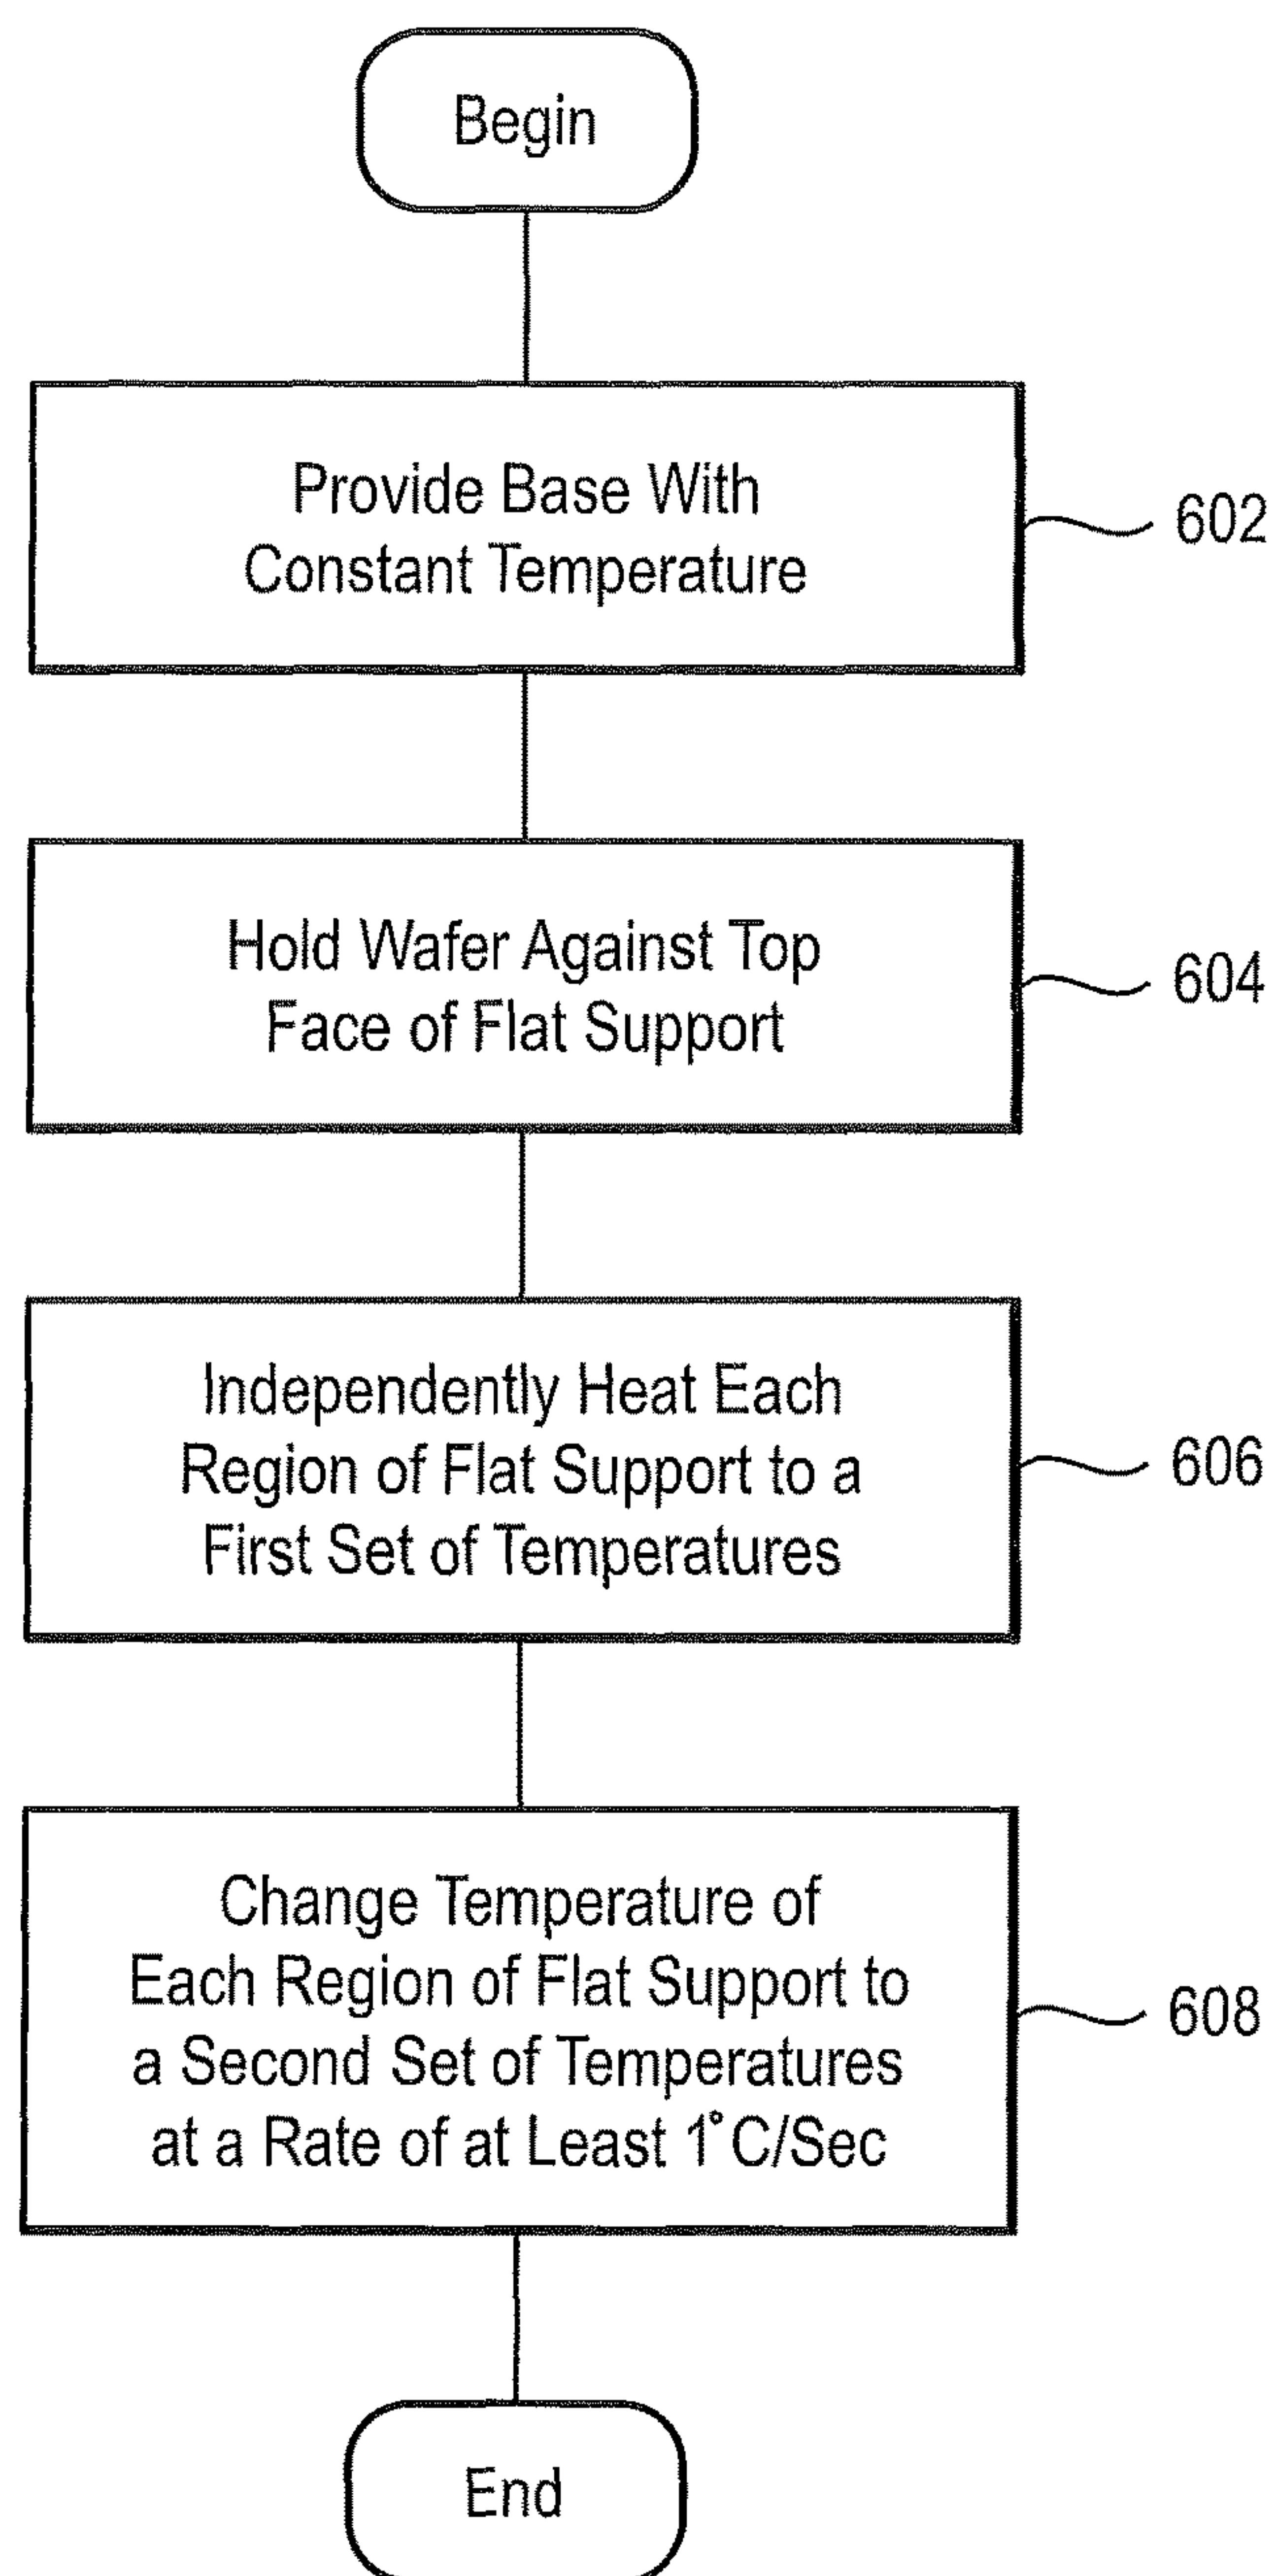 Begin
Provide Base With
Constant Temperature
602
Hold Wafer Against Top
Face of Flat Support
604
Independently Heat Each
Region of Flat Support to a
First Set of Temperatures
606
Change Temperature of
Each Region of Flat Support to
a Second Set of Temperatures
at a Rate of at Least 1°C/Sec
608
End